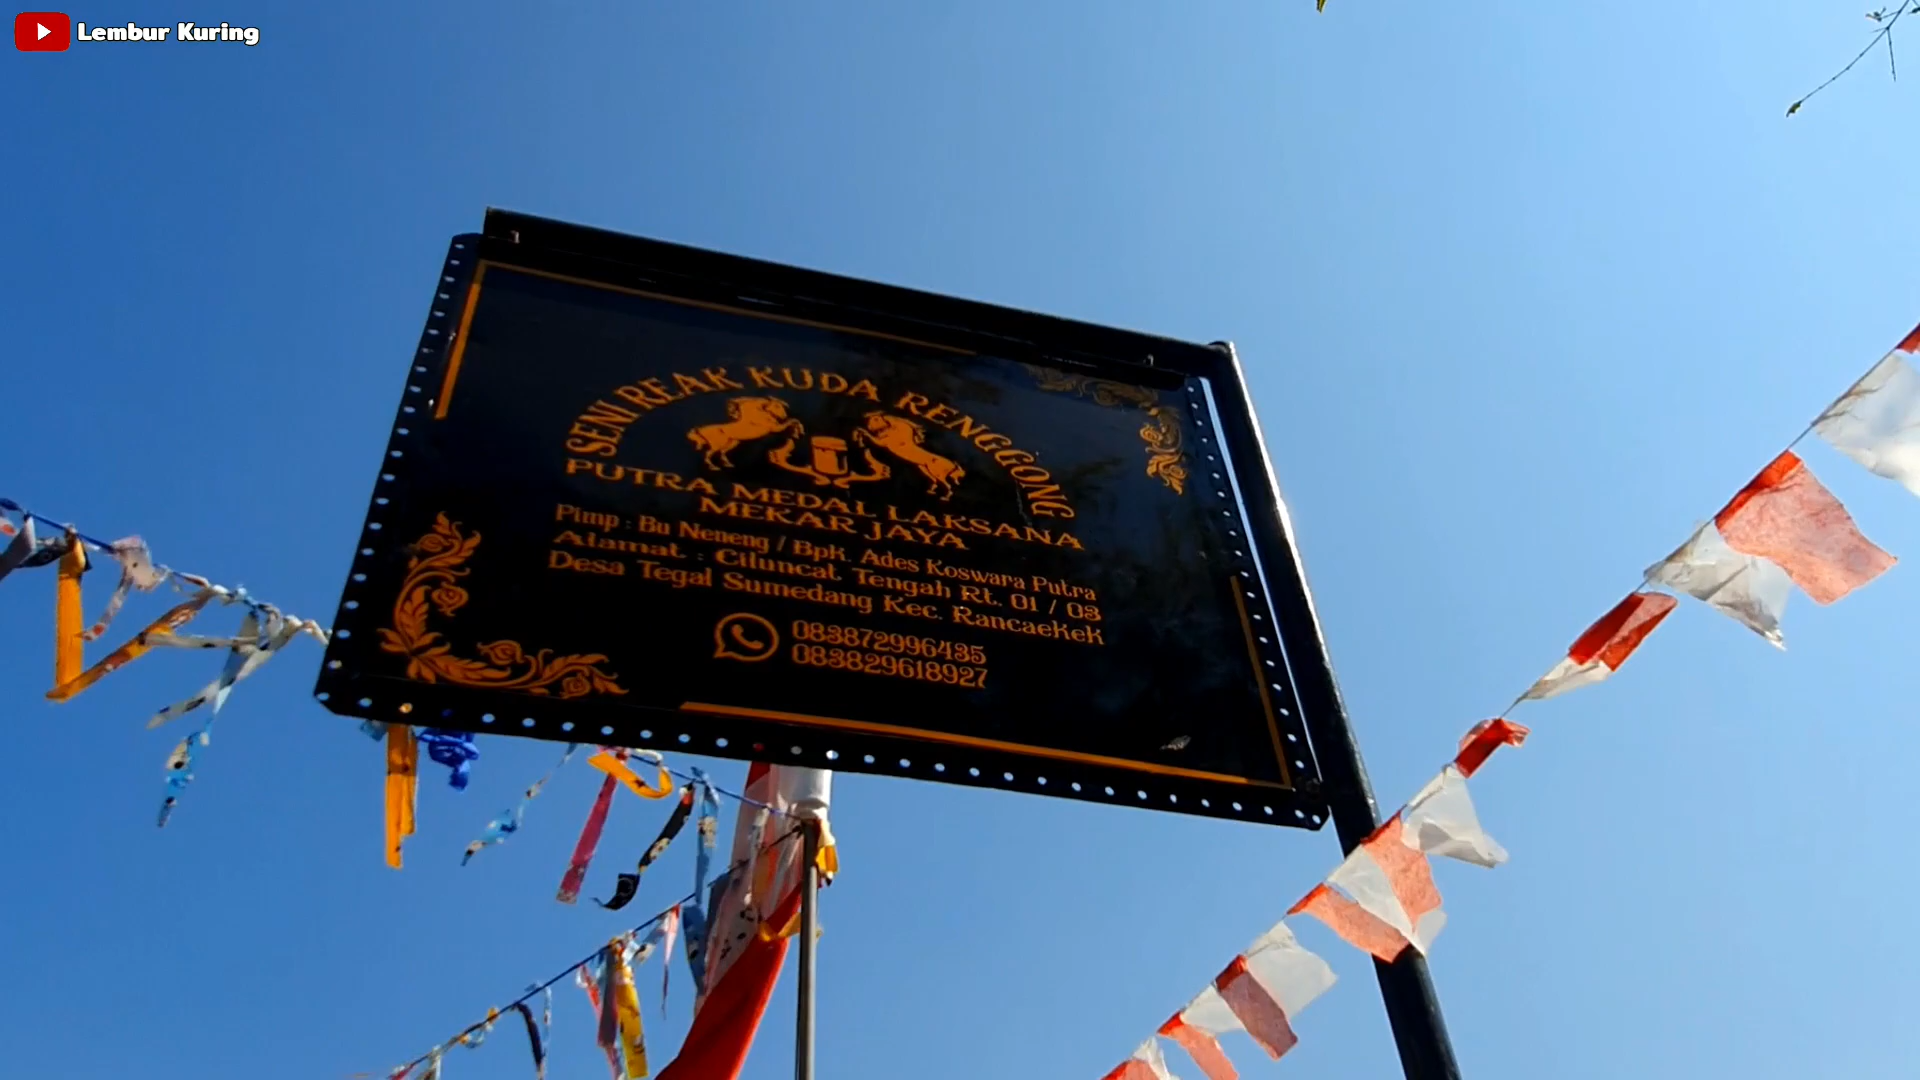 Lembur Kuring
SENI REAK KUDA RENGGONG
PUTRA MEDAL LAKSANA
MEKAR JAYA
Pimp : Bu Neneng / Bpk. Ades Koswara Putra
Alamat : Ciluncat Tengah Rt. 01 / 03
Desa Tegal Sumedang Kec. Rancaekek
083872996435
083829618927